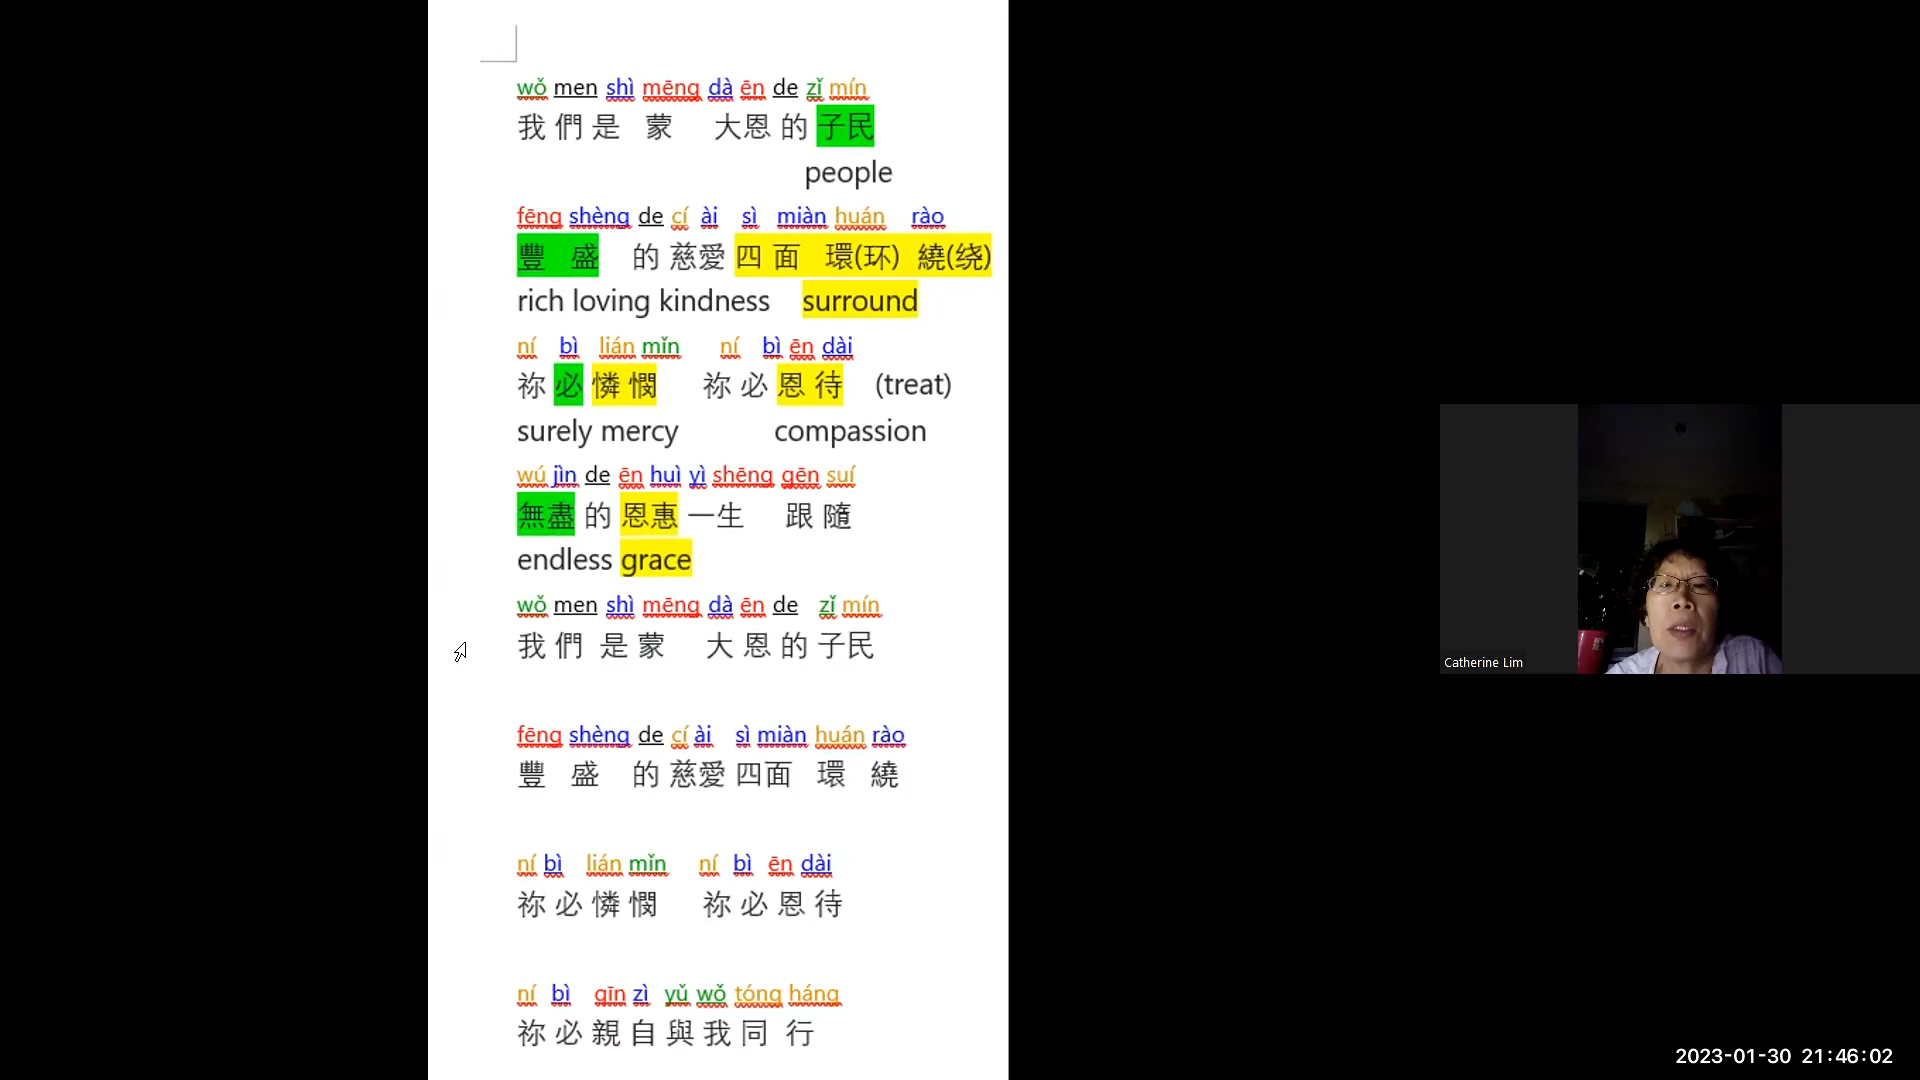 wǒ men shì mēng dà ēn de zǐ mín
我 們 是 蒙 大恩 的 子民
people
fēng shèng de cí ài sì miàn huán rào
豐 盛 的 慈愛 四 面 環(环) 繞(绕)
rich loving kindness surround
ní bì lián mǐn ní bì ēn dài
祢 必 憐 憫 祢 必 恩 待 (treat)
surely mercy compassion
wú jìn de ēn huì yì shēng gēn suí
無盡 的 恩惠 一生 跟 隨
endless grace
wǒ men shì mēng dà ēn de zǐ mín
我 們 是 蒙 大 恩 的 子民
fēng shèng de cí ài sì miàn huán rào
豐 盛 的 慈愛 四面 環 繞
ní bì lián mǐn ní bì ēn dài
祢 必 憐 憫 祢 必 恩 待
ní bì qīn zì yǔ wǒ tóng háng
祢 必 親 自 與 我 同 行
Catherine Lim
2023-01-30 21:46:02